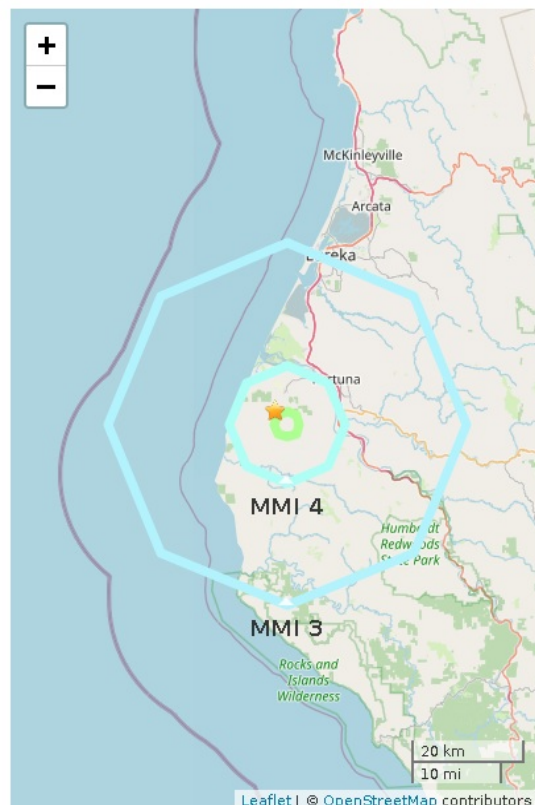 +
−
McKinleyville
Arcata
Eureka
Fortuna
MMI 4
Humboldt
Redwoods
State Park
MMI 3
Rocks and
Islands
Wilderness
20 km
10 mi
Leaflet | © OpenStreetMap contributors